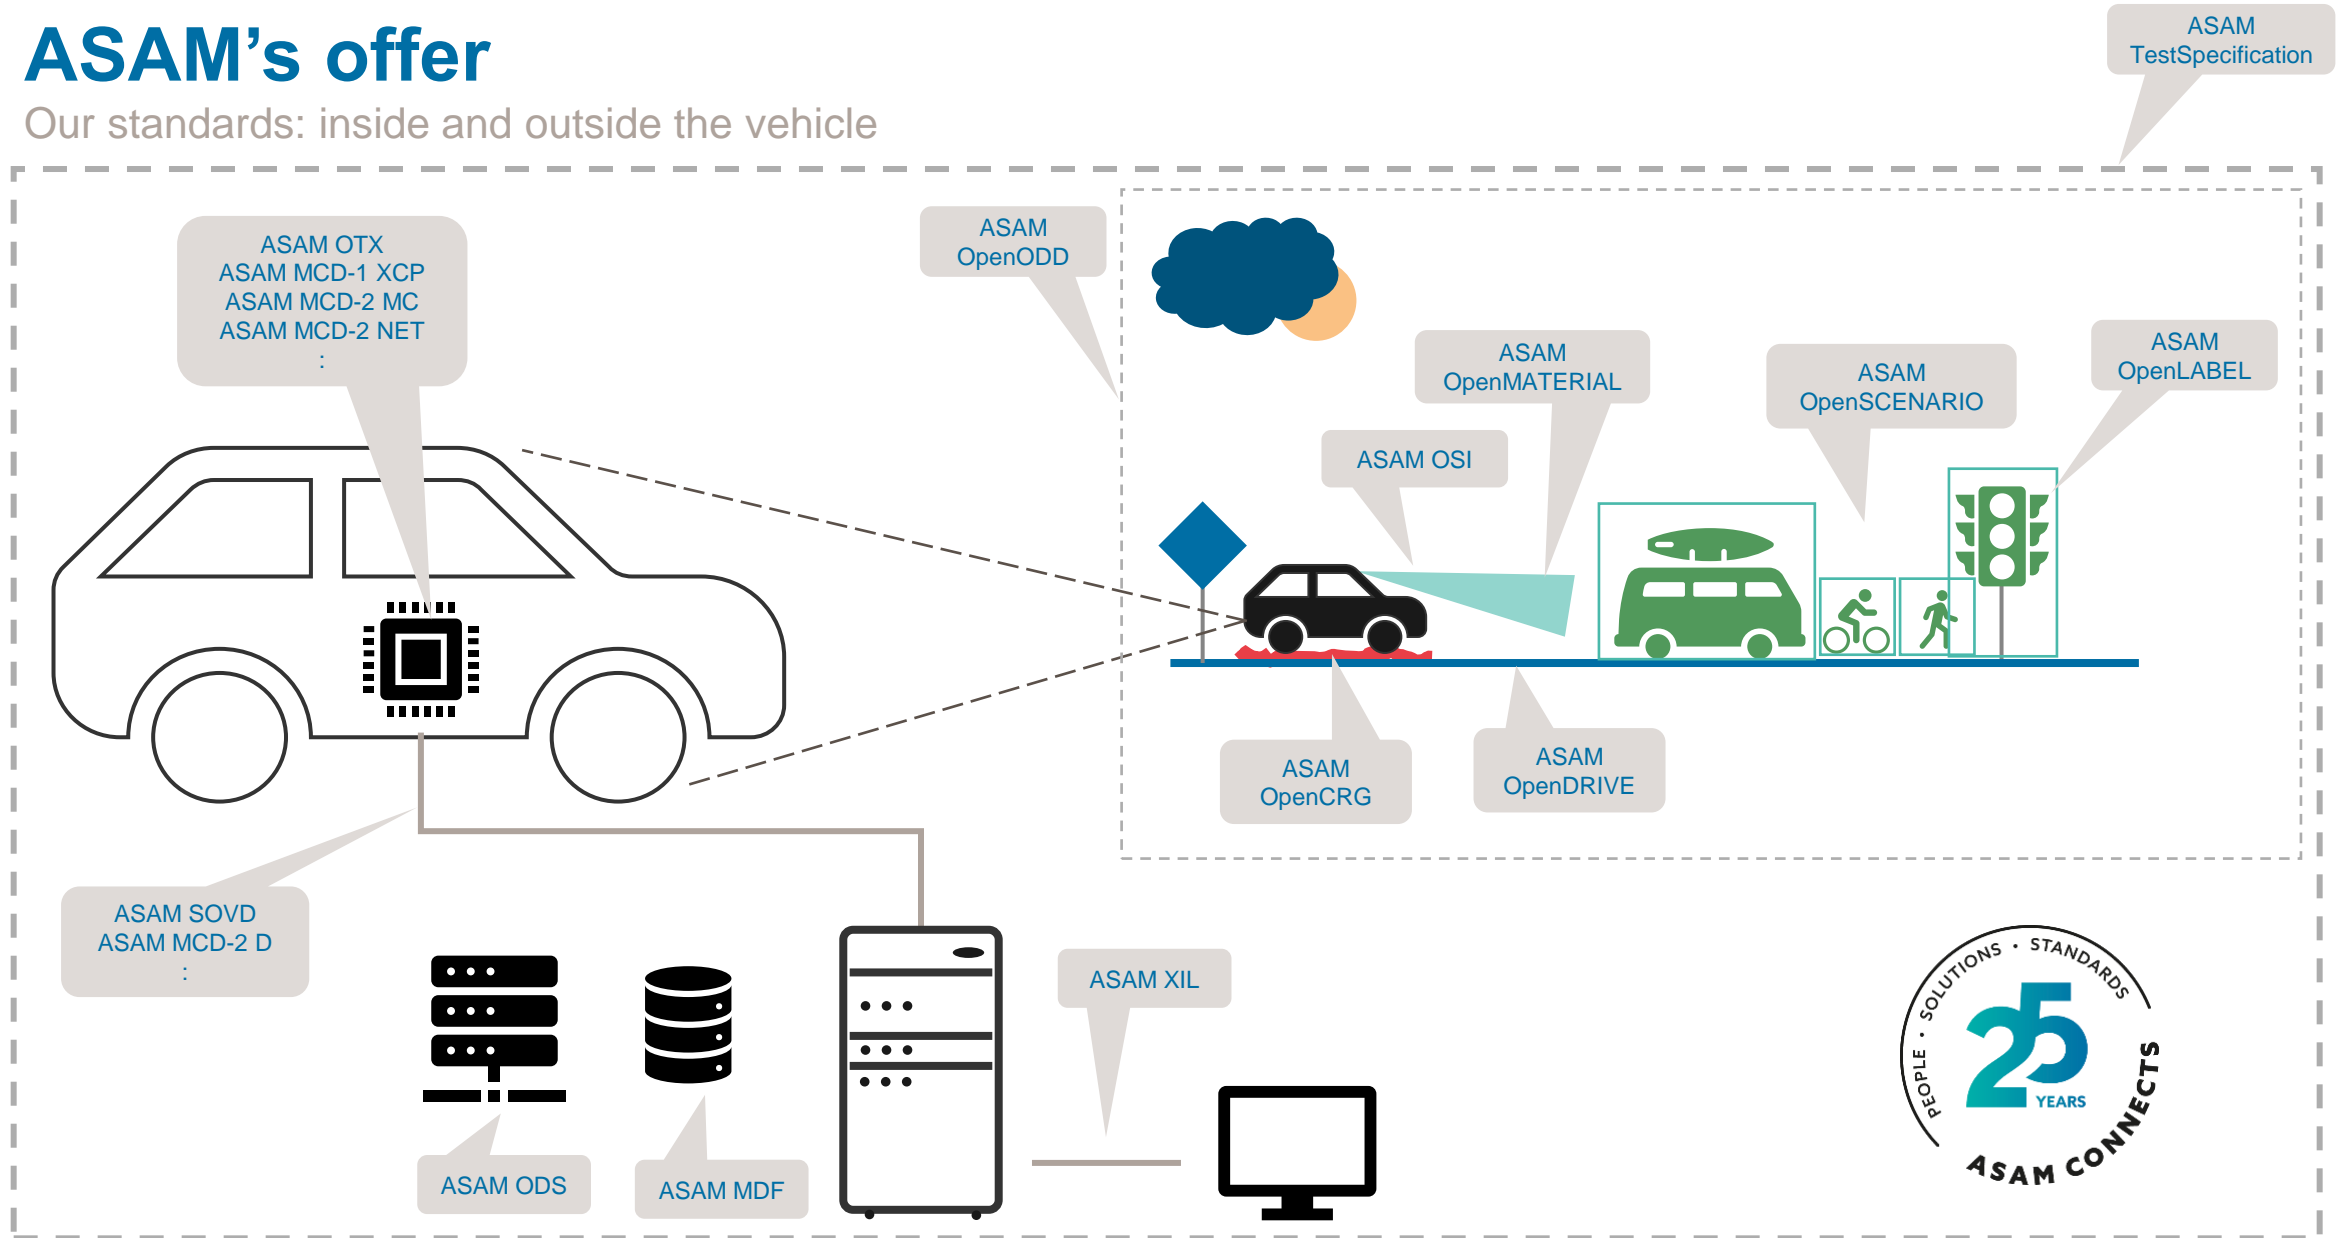 ASAM's offer
Our standards: inside and outside the vehicle
ASAM
TestSpecification
ASAM OTX
ASAM MCD-1 XCP
ASAM MCD-2 MC
ASAM MCD-2 NET
:
ASAM
OpenODD
ASAM
OpenMATERIAL
ASAM
OpenSCENARIO
ASAM
OpenLABEL
ASAM OSI
ASAM
OpenCRG
ASAM
OpenDRIVE
ASAM SOVD
ASAM MCD-2 D
:
ASAM XIL
ASAM ODS
ASAM MDF
PEOPLE · SOLUTIONS · STANDARDS
25
YEARS
ASAM CONNECTS